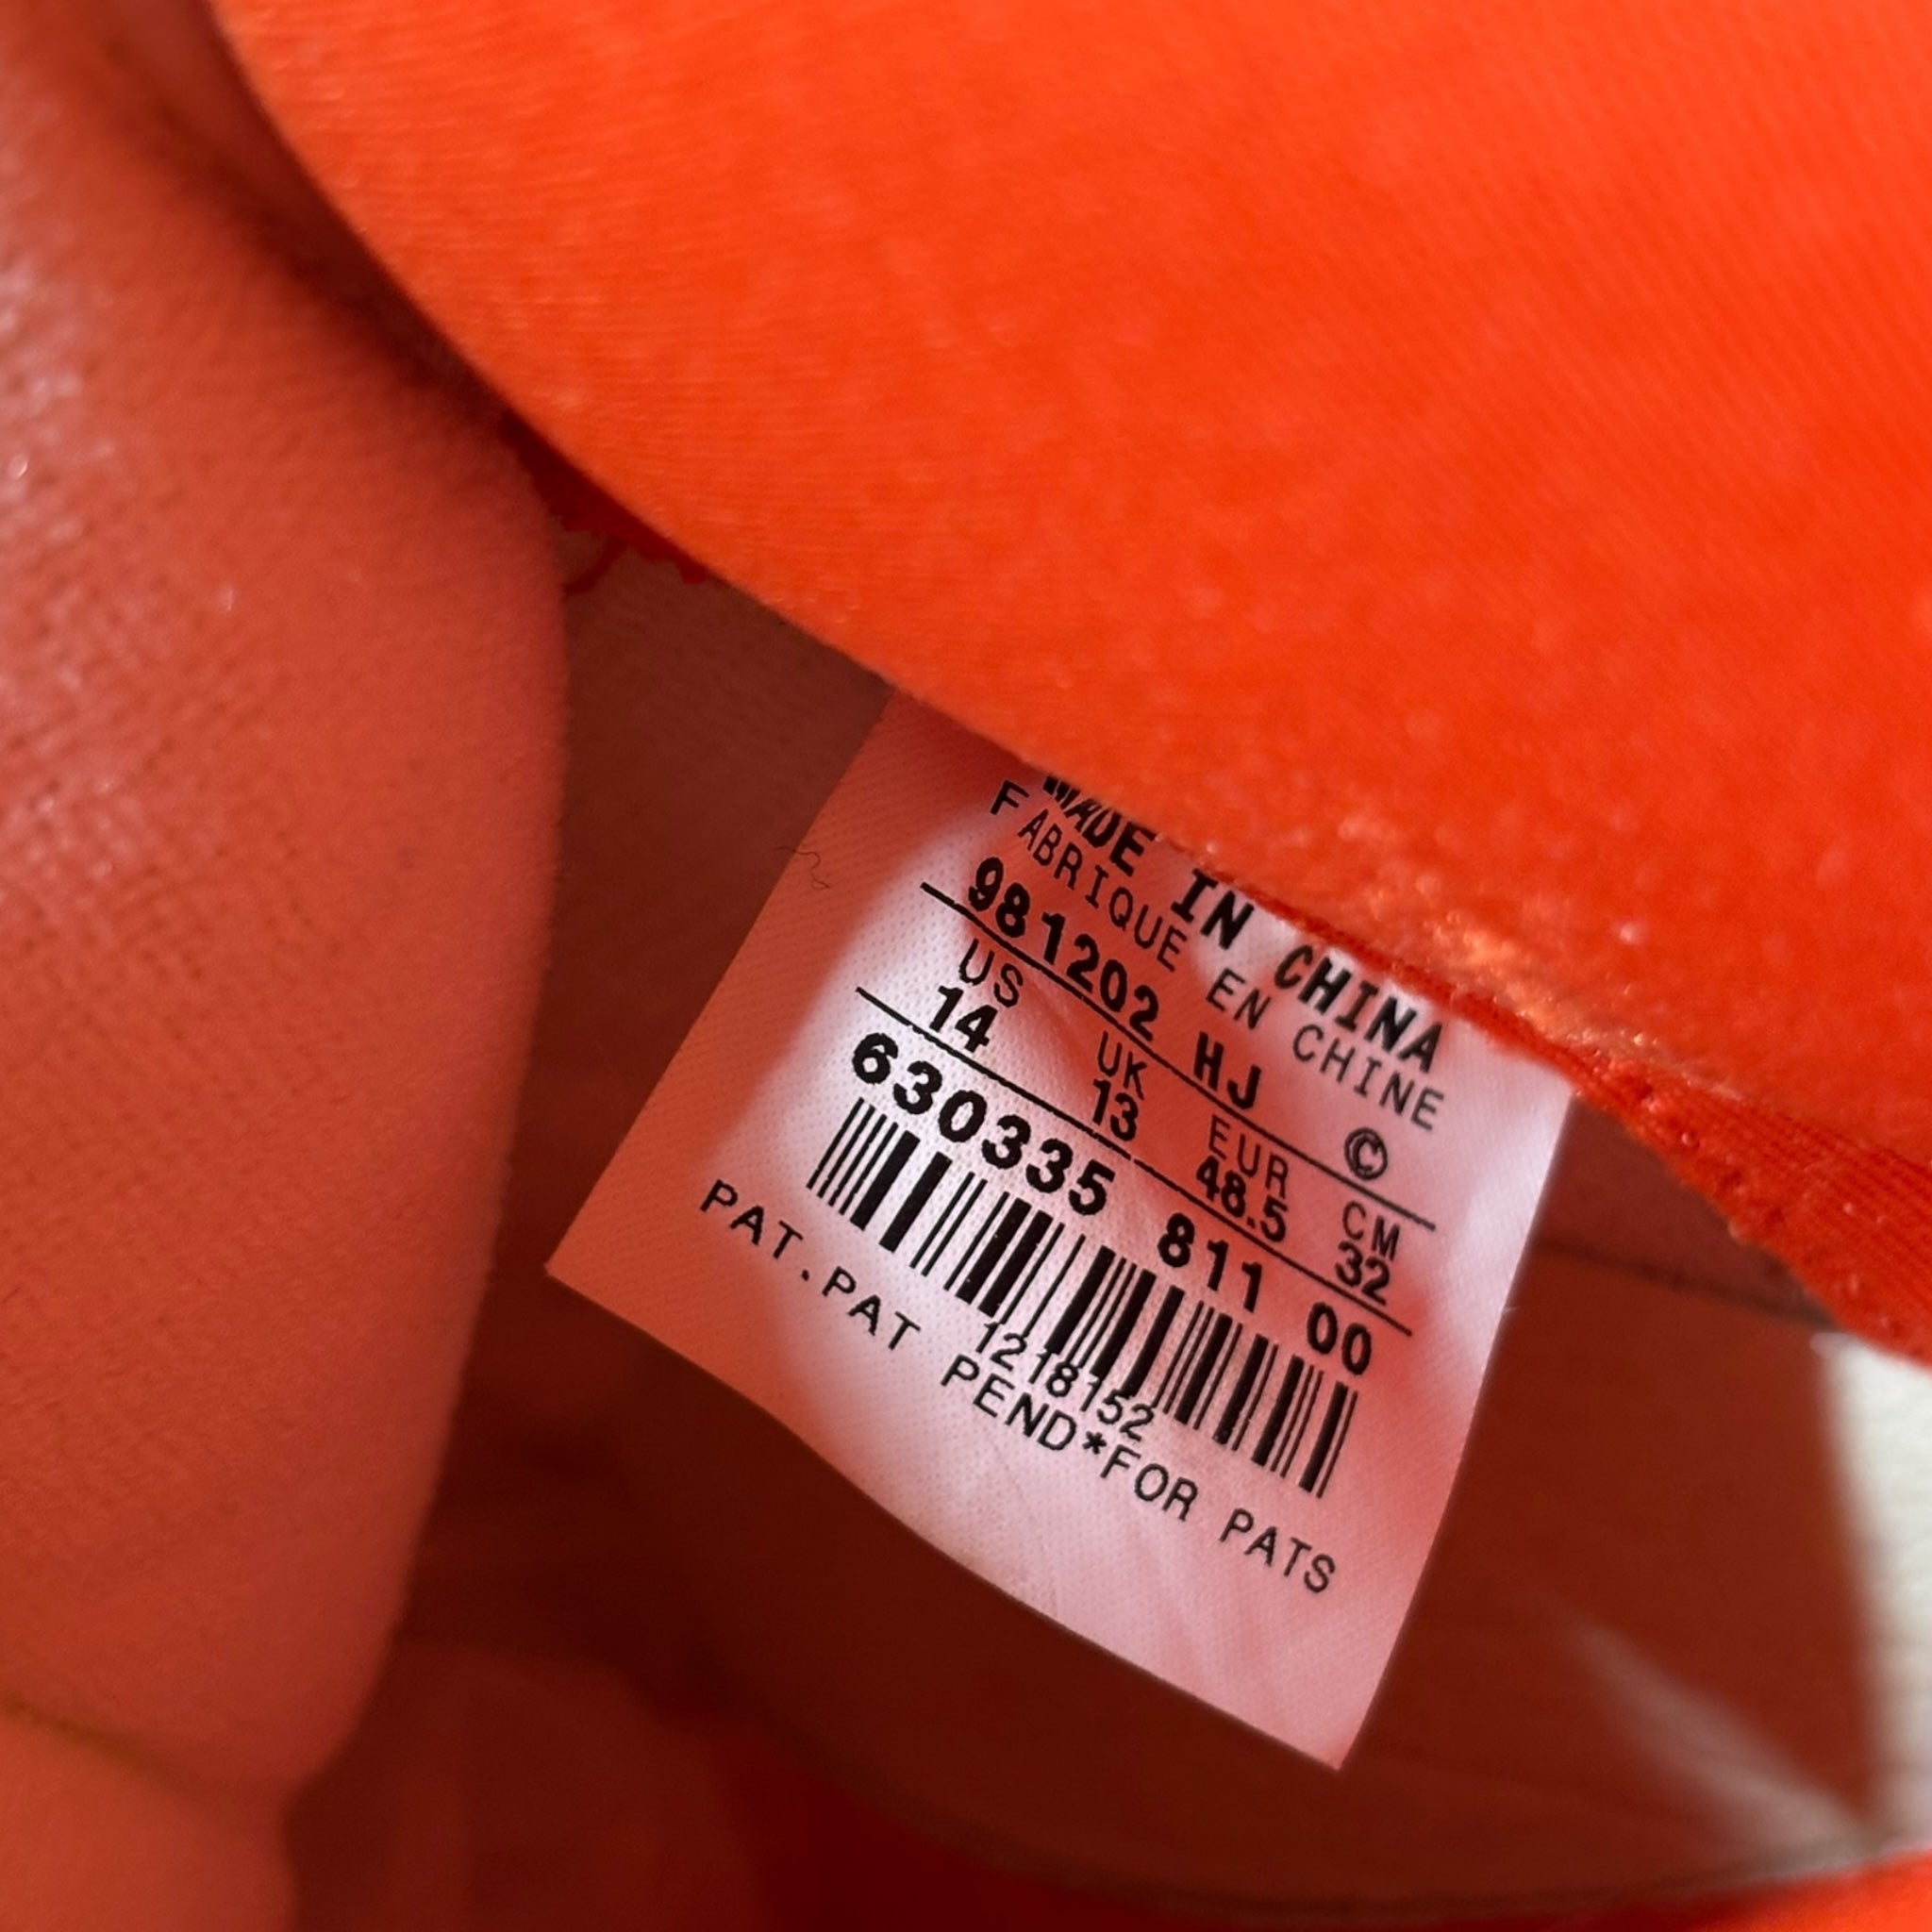 MADE IN CHINA
FABRIQUE EN CHINE
981202 HJ ©
US UK EUR CM
14 13 48.5 32
630335 811 00
1218152
PAT.PAT PEND*FOR PATS